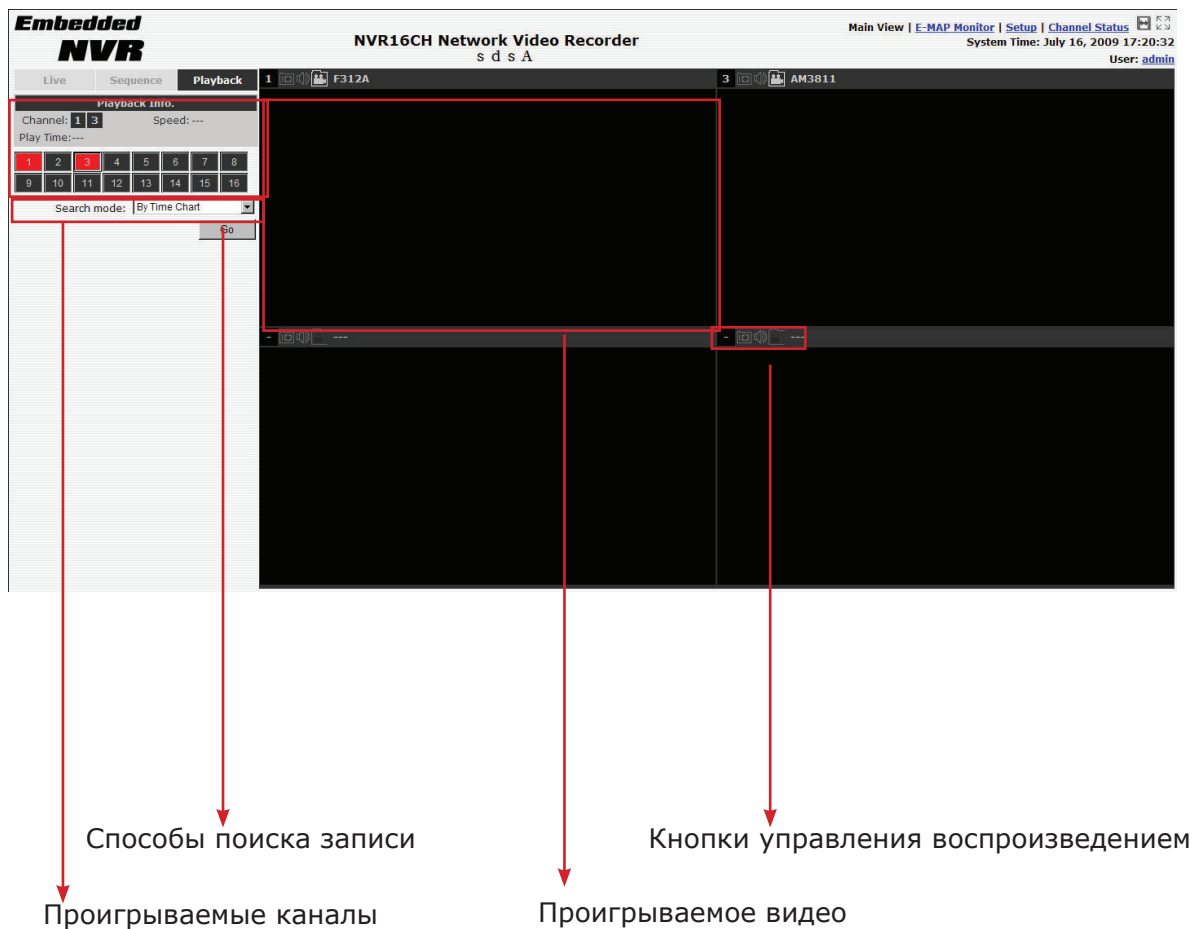 Embedded
NVR
NVR16CH Network Video Recorder
s d s A
Main View | E-MAP Monitor | Setup | Channel Status
System Time: July 16, 2009 17:20:32
User: admin
Live Sequence Playback
1 F312A
3 AM3811
Playback Info.
Channel: 1 3 Speed: ---
Play Time:---
1 2 3 4 5 6 7 8
9 10 11 12 13 14 15 16
Search mode: By Time Chart
Go
- ---
- ---
Способы поиска записи
Кнопки управления воспроизведением
Проигрываемые каналы
Проигрываемое видео